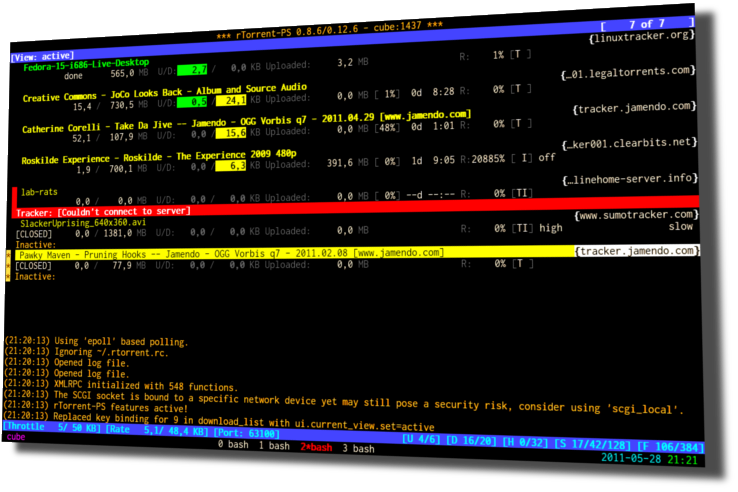 *** rTorrent-PS 0.8.6/0.12.6 - cube:1437 ***
[View: active] [ 7 of 7 ]
Fedora-15-i686-Live-Desktop {linuxtracker.org}
done 565,0 MB U/D: 2,7 / 0,0 KB Uploaded: 3,2 MB R: 1% [T ]
Creative Commons - JoCo Looks Back - Album and Source Audio {…01.legaltorrents.com}
15,4 / 730,5 MB U/D: 0,5 / 24,1 KB Uploaded: 0,0 MB [ 1%] 0d 8:28 R: 0% [T ]
Catherine Corelli - Take Da Jive -- Jamendo - OGG Vorbis q7 - 2011.04.29 [www.jamendo.com] {tracker.jamendo.com}
52,1 / 107,9 MB U/D: 0,0 / 15,6 KB Uploaded: 0,0 MB [48%] 0d 1:01 R: 0% [T ]
Roskilde Experience - Roskilde - The Experience 2009 480p {…ker001.clearbits.net}
1,9 / 700,1 MB U/D: 0,0 / 6,3 KB Uploaded: 391,6 MB [ 0%] 1d 9:05 R:20885% [ I] off
lab-rats {…linehome-server.info}
0,0 / 0,0 MB U/D: 0,0 / 0,0 KB Uploaded: 0,0 MB [ 0%] --d --:-- R: 0% [TI]
Tracker: [Couldn't connect to server]
SlackerUprising_640x360.avi {www.sumotracker.com}
[CLOSED] 0,0 / 1381,0 MB U/D: 0,0 / 0,0 KB Uploaded: 0,0 MB R: 0% [TI] high slow
Inactive:
* Pawky Maven - Pruning Hooks -- Jamendo - OGG Vorbis q7 - 2011.02.08 [www.jamendo.com] {tracker.jamendo.com}
* [CLOSED] 0,0 / 77,9 MB U/D: 0,0 / 0,0 KB Uploaded: 0,0 MB R: 0% [T ]
* Inactive:
(21:20:13) Using 'epoll' based polling.
(21:20:13) Ignoring ~/.rtorrent.rc.
(21:20:13) Opened log file.
(21:20:13) Opened log file.
(21:20:13) XMLRPC initialized with 548 functions.
(21:20:13) The SCGI socket is bound to a specific network device yet may still pose a security risk, consider using 'scgi_local'.
(21:20:13) rTorrent-PS features active!
(21:20:13) Replaced key binding for 9 in download_list with ui.current_view.set=active
[Throttle 5/ 50 KB] [Rate 5,1/ 48,4 KB] [Port: 63100] [U 4/6] [D 16/20] [H 0/32] [S 17/42/128] [F 106/384]
cube 0 bash 1 bash 2*bash 3 bash 2011-05-28 21:21